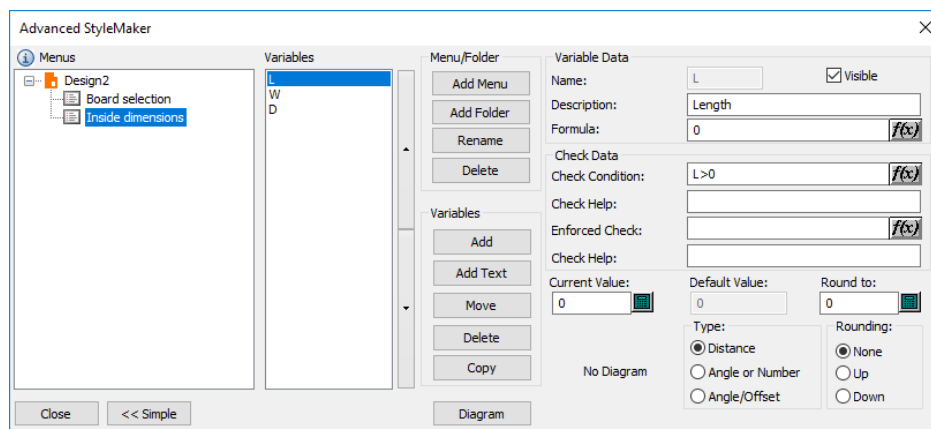 Advanced StyleMaker
Menus
Design2
Board selection
Inside dimensions
Close
<< Simple
Variables
L
W
D
Menu/Folder
Add Menu
Add Folder
Rename
Delete
Variables
Add
Add Text
Move
Delete
Copy
Diagram
Variable Data
Name: L Visible
Description: Length
Formula: 0 f(x)
Check Data
Check Condition: L>0 f(x)
Check Help:
Enforced Check: f(x)
Check Help:
Current Value: Default Value: Round to:
0 0 0
No Diagram
Type:
Distance
Angle or Number
Angle/Offset
Rounding:
None
Up
Down